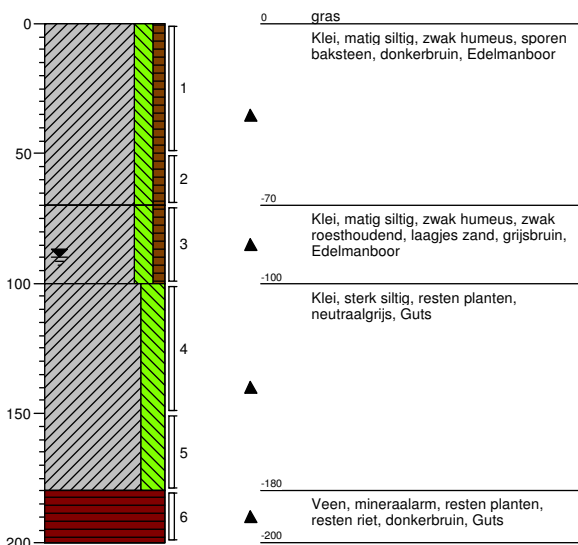 0
50
100
150
200
1
2
3
4
5
6
0
gras
Klei, matig siltig, zwak humeus, sporen
baksteen, donkerbruin, Edelmanboor
-70
Klei, matig siltig, zwak humeus, zwak
roesthoudend, laagjes zand, grijsbruin,
Edelmanboor
-100
Klei, sterk siltig, resten planten,
neutraalgrijs, Guts
-180
Veen, mineraalarm, resten planten,
resten riet, donkerbruin, Guts
-200